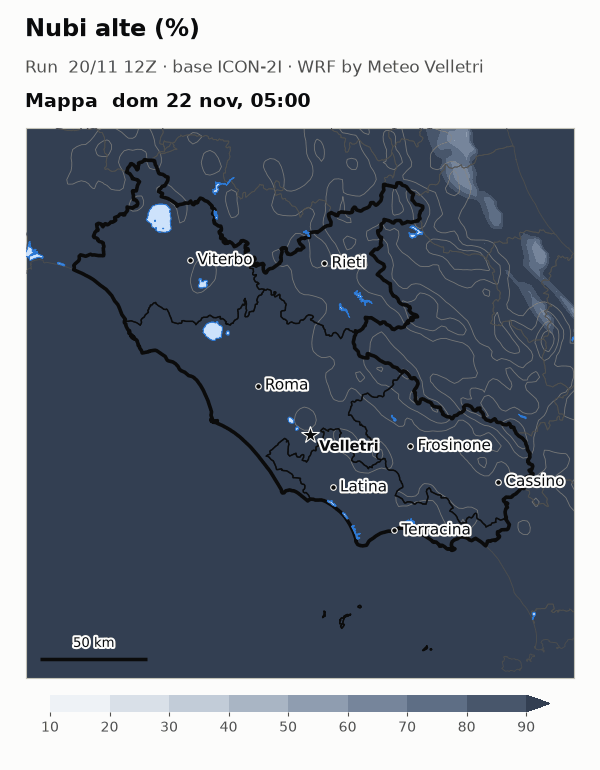 Nubi alte (%)
Run 20/11 12Z · base ICON-2I · WRF by Meteo Velletri
Mappa dom 22 nov, 05:00
Viterbo
Rieti
Roma
Velletri
Frosinone
Latina
Cassino
Terracina
50 km
10 20 30 40 50 60 70 80 90